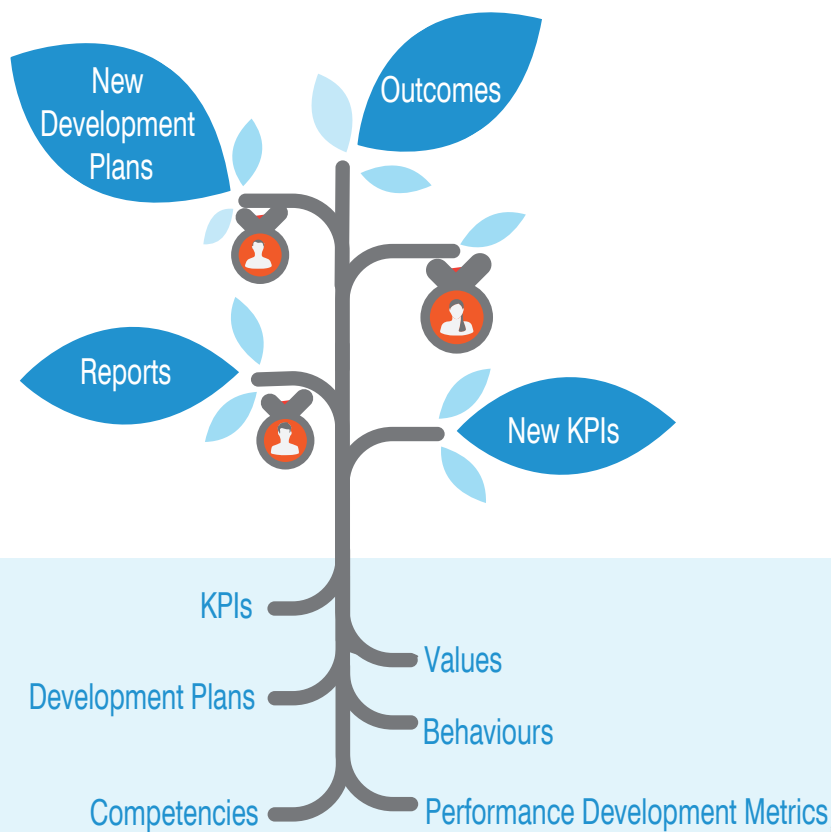 New
Development
Plans
Outcomes
Reports
New KPIs
KPIs
Values
Development Plans
Behaviours
Competencies
Performance Development Metrics